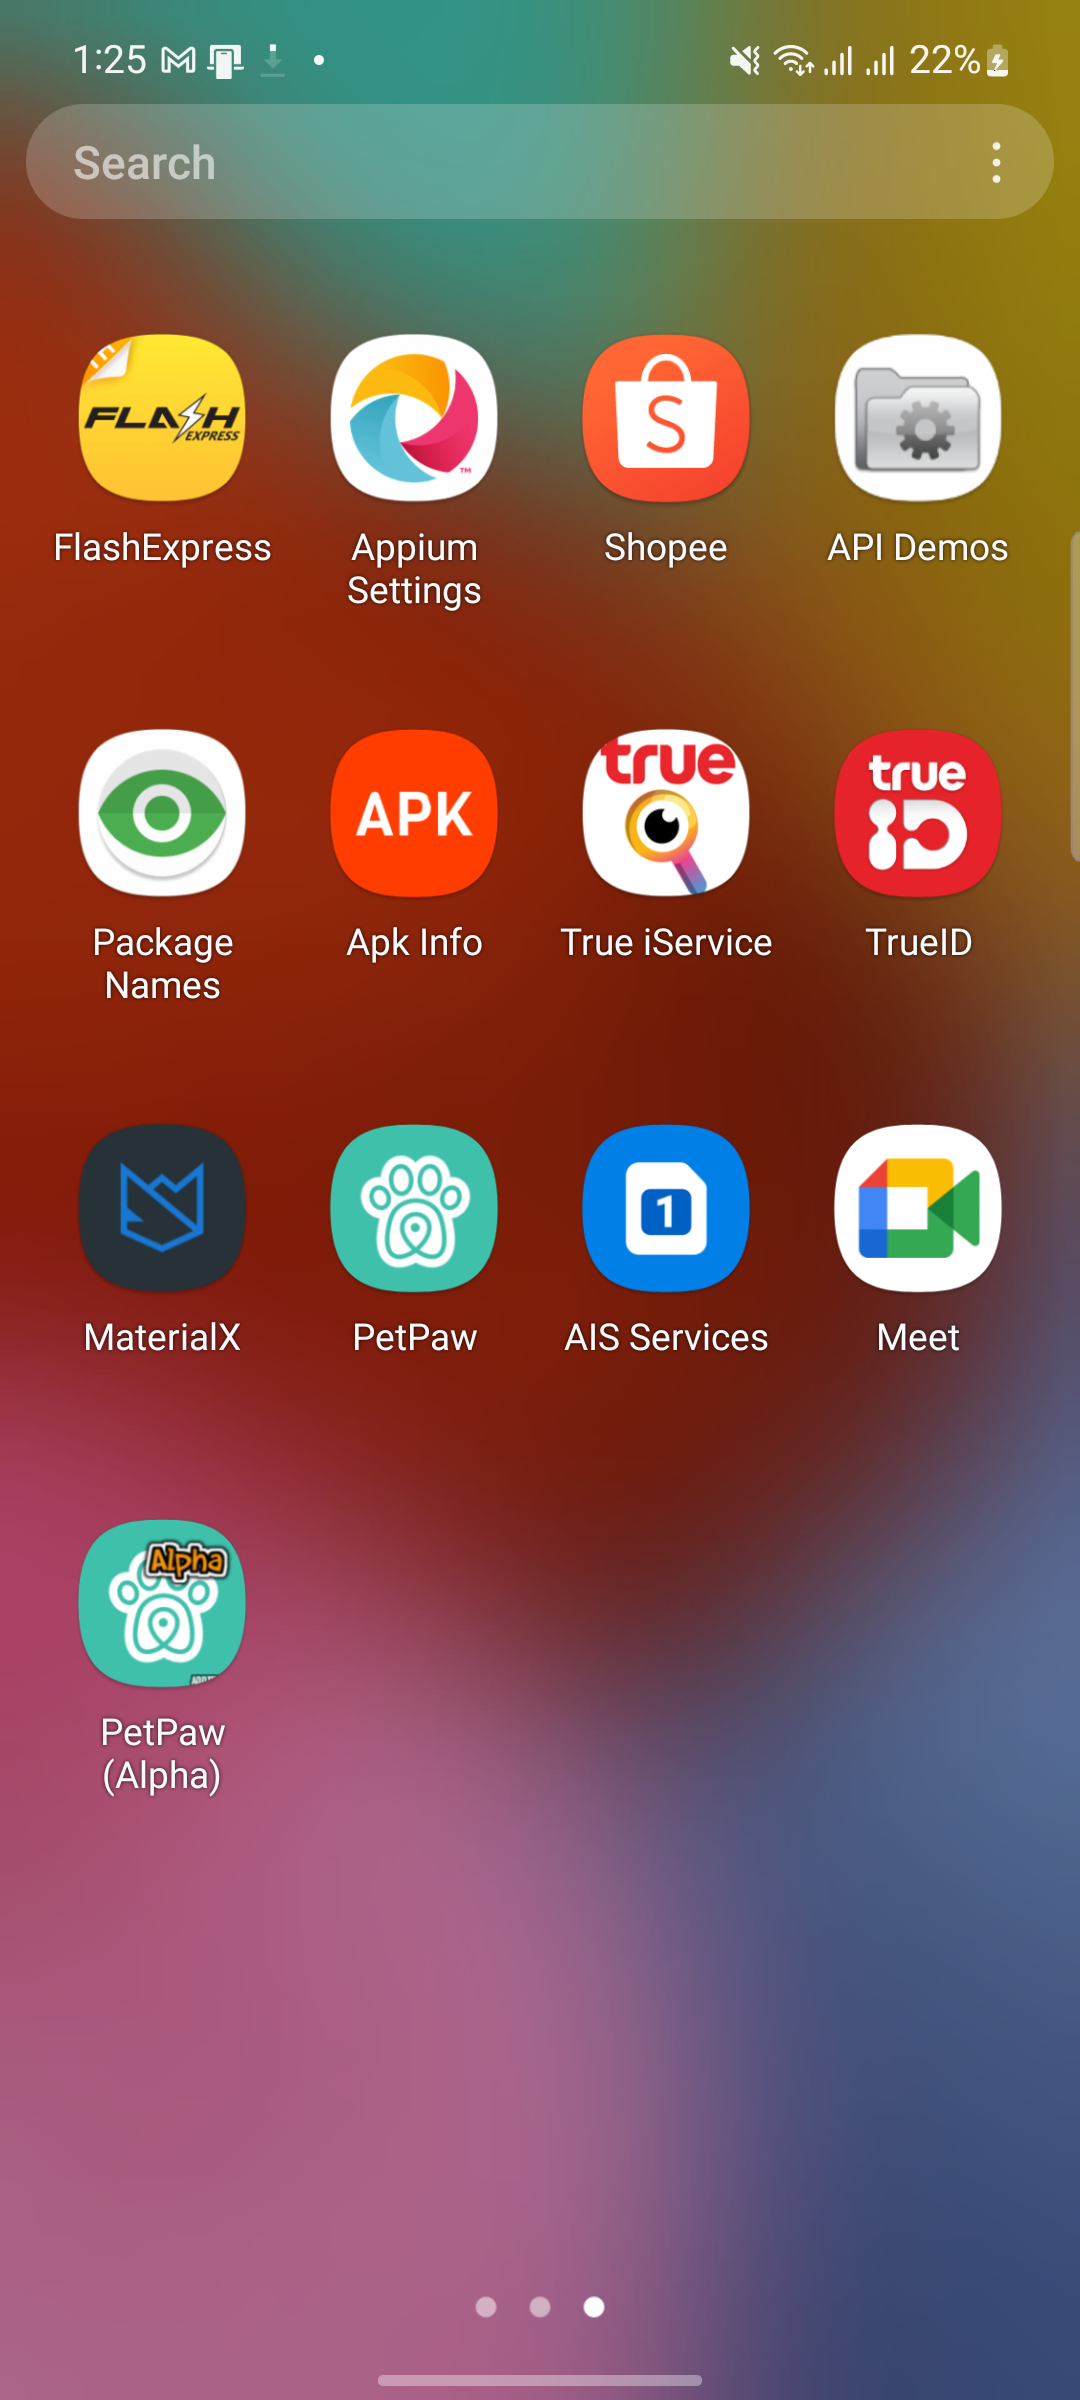 1:25
22%
Search
FLASH
EXPRESS
S
TM
FlashExpress
Appium
Settings
Shopee
API Demos
APK
true
true
iD
Package
Names
Apk Info
True iService
TrueID
1
MaterialX
PetPaw
AIS Services
Meet
Alpha
PetPaw
(Alpha)